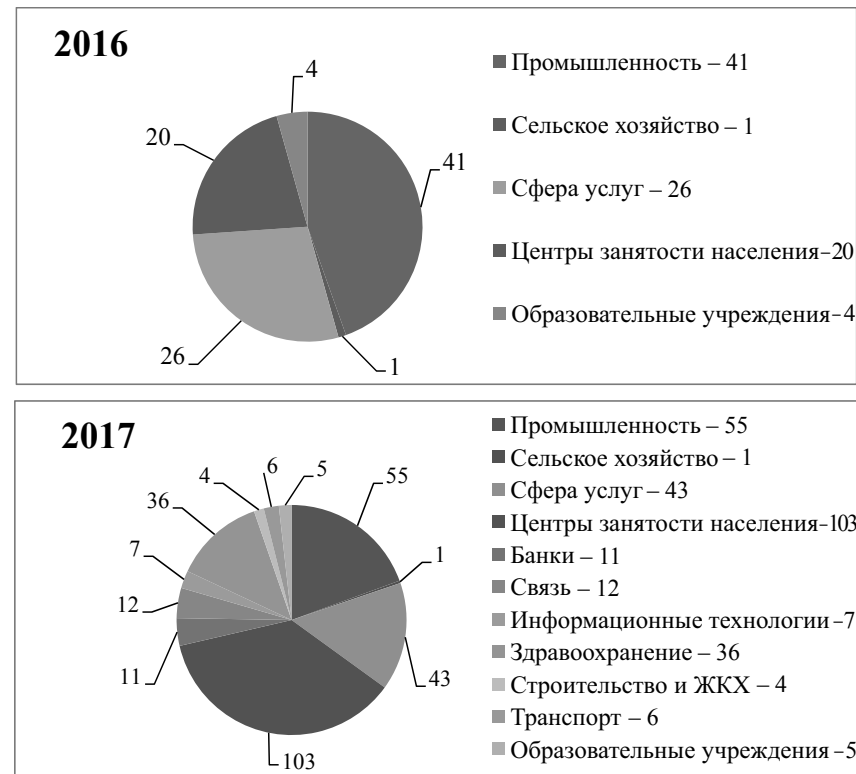 2016
4
20
41
26
1
Промышленность – 41
Сельское хозяйство – 1
Сфера услуг – 26
Центры занятости населения–20
Образовательные учреждения–4
2017
4
6
5
55
36
1
7
12
43
11
103
Промышленность – 55
Сельское хозяйство – 1
Сфера услуг – 43
Центры занятости населения–103
Банки – 11
Связь – 12
Информационные технологии–7
Здравоохранение – 36
Строительство и ЖКХ – 4
Транспорт – 6
Образовательные учреждения–5